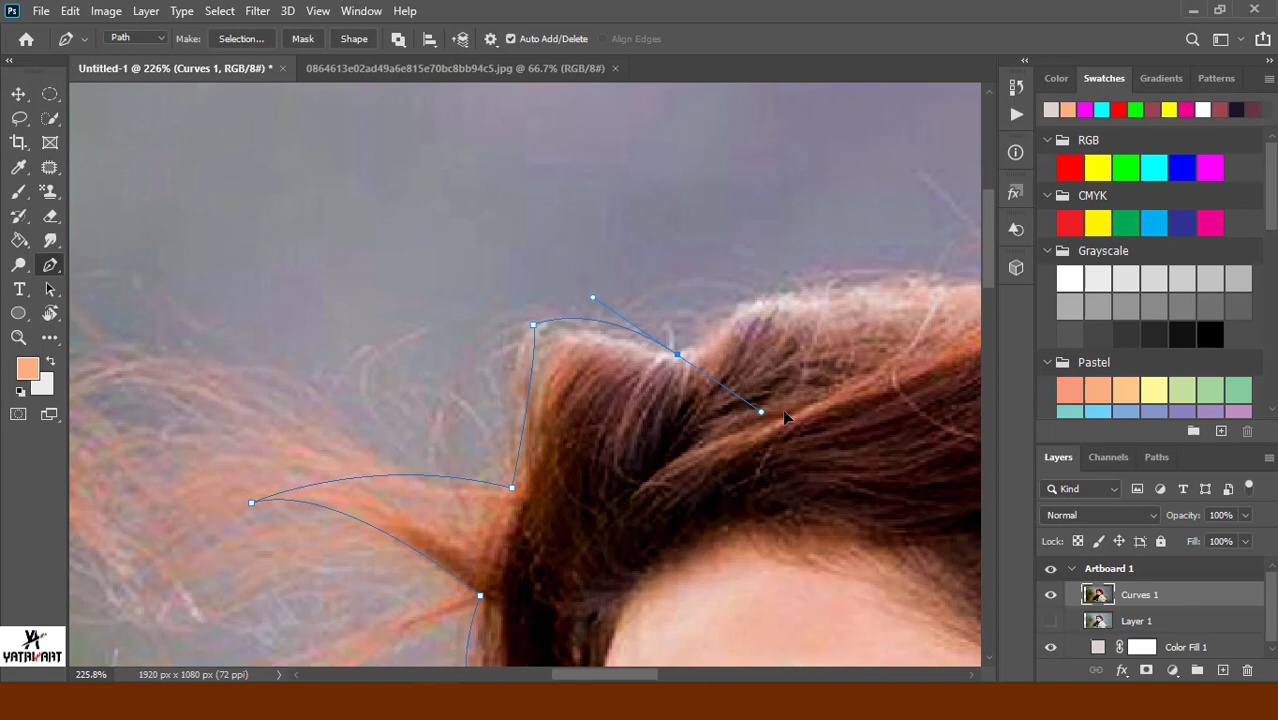 Ps File Edit Image Layer Type Select Filter 3D View Window Help
Path Make: Selection... Mask Shape Auto Add/Delete Align Edges
Untitled-1 @ 226% (Curves 1, RGB/8#) * × 0864613e02ad49a6e815e70bc8bb94c5.jpg @ 66.7% (RGB/8#) ×
Color Swatches Gradients Patterns
RGB
CMYK
Grayscale
Pastel
Layers Channels Paths
Kind
Normal Opacity: 100%
Lock: Fill: 100%
Artboard 1
Curves 1
Layer 1
Color Fill 1
YATRI ART
225.8% 1920 px x 1080 px (72 ppi)